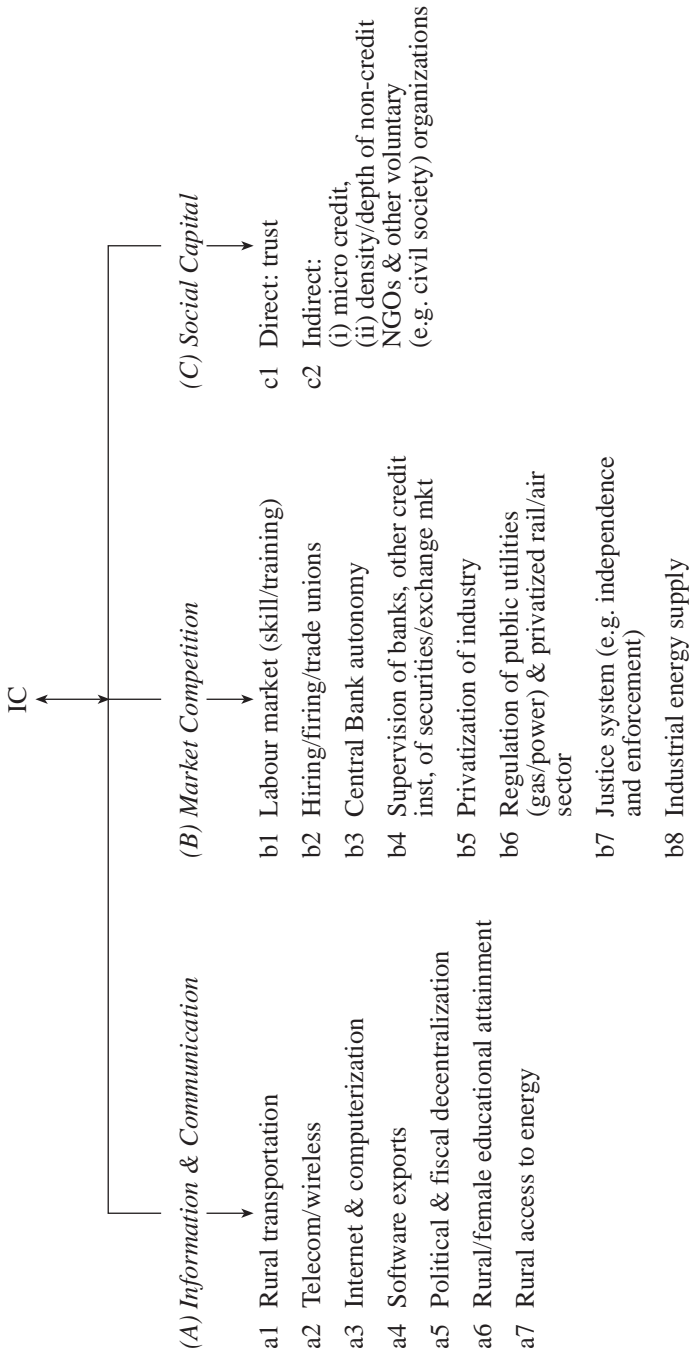 IC
(A) Information & Communication
a1 Rural transportation
a2 Telecom/wireless
a3 Internet & computerization
a4 Software exports
a5 Political & fiscal decentralization
a6 Rural/female educational attainment
a7 Rural access to energy
(B) Market Competition
b1 Labour market (skill/training)
b2 Hiring/firing/trade unions
b3 Central Bank autonomy
b4 Supervision of banks, other credit
inst, of securities/exchange mkt
b5 Privatization of industry
b6 Regulation of public utilities
(gas/power) & privatized rail/air
sector
b7 Justice system (e.g. independence
and enforcement)
b8 Industrial energy supply
(C) Social Capital
c1 Direct: trust
c2 Indirect:
(i) micro credit,
(ii) density/depth of non-credit
NGOs & other voluntary
(e.g. civil society) organizations